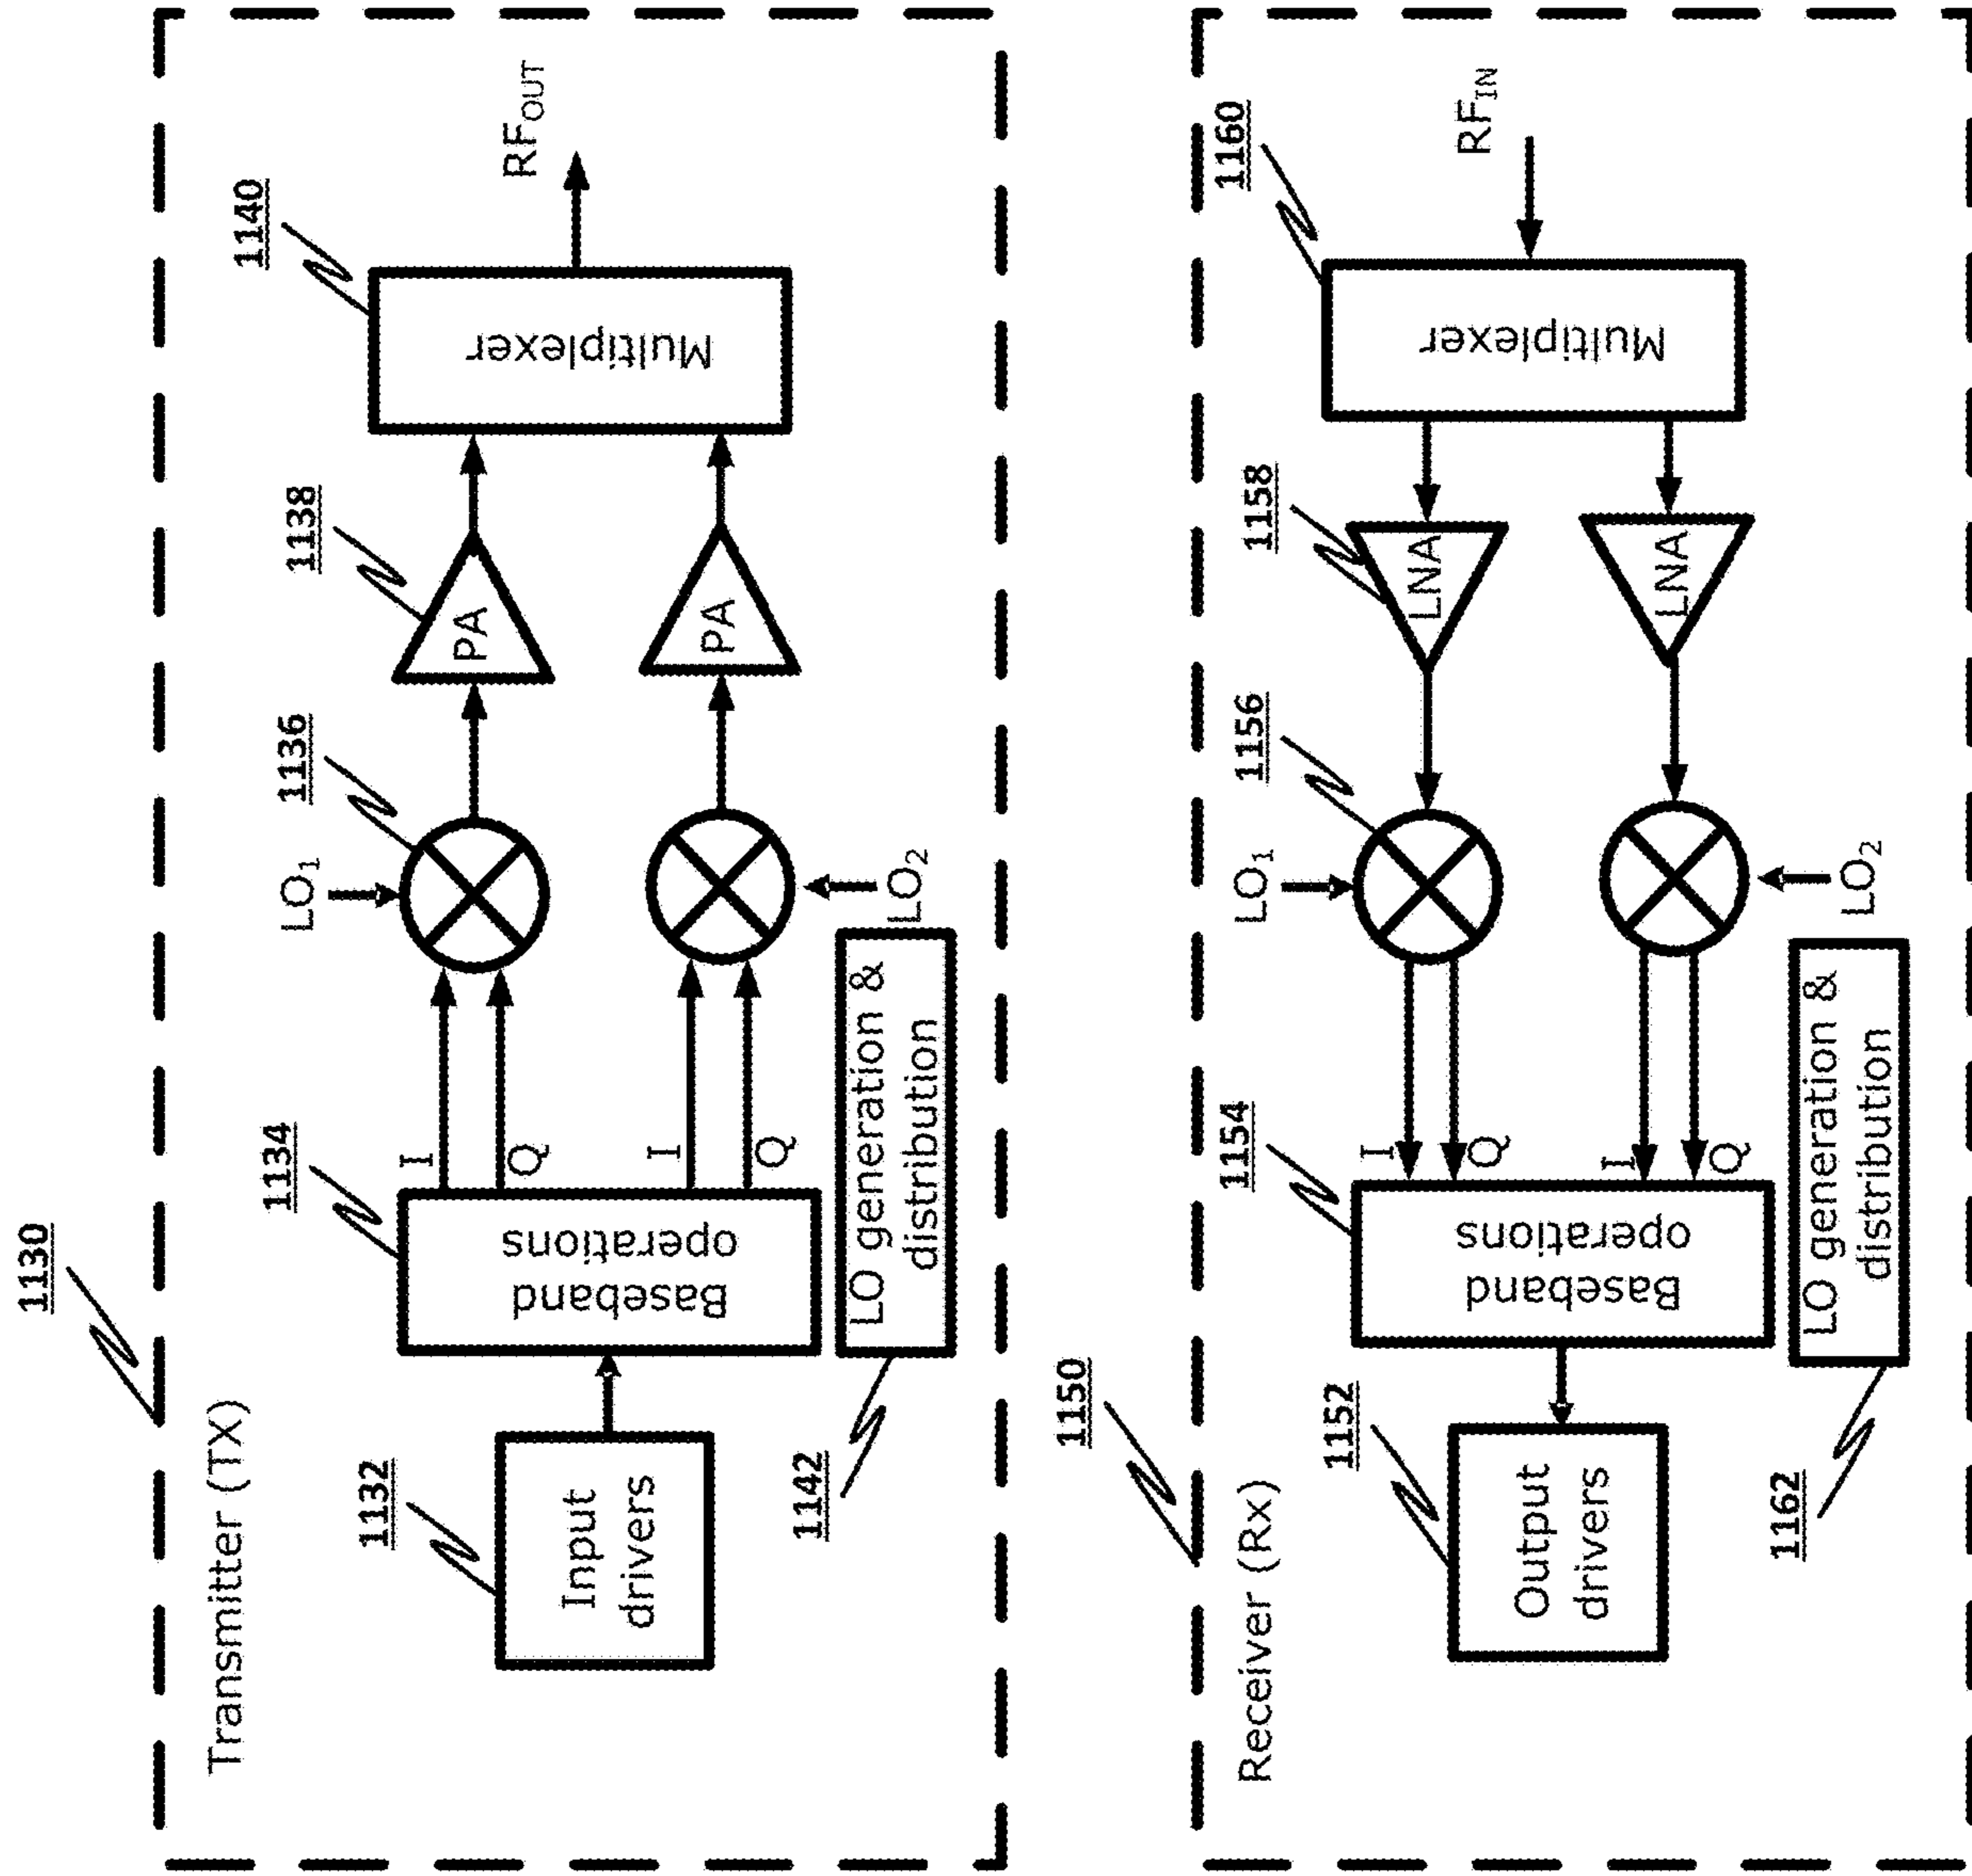 1130
Transmitter (TX)
1132
Input
drivers
1134
Baseband
operations
I
Q
I
Q
1136
LO1
LO2
1138
PA
PA
1140
Multiplexer
RFOUT
1142
LO generation &
distribution
1150
Receiver (Rx)
1152
Output
drivers
1154
Baseband
operations
I
Q
I
Q
1156
LO1
LO2
1158
LNA
LNA
1160
Multiplexer
RFIN
1162
LO generation &
distribution